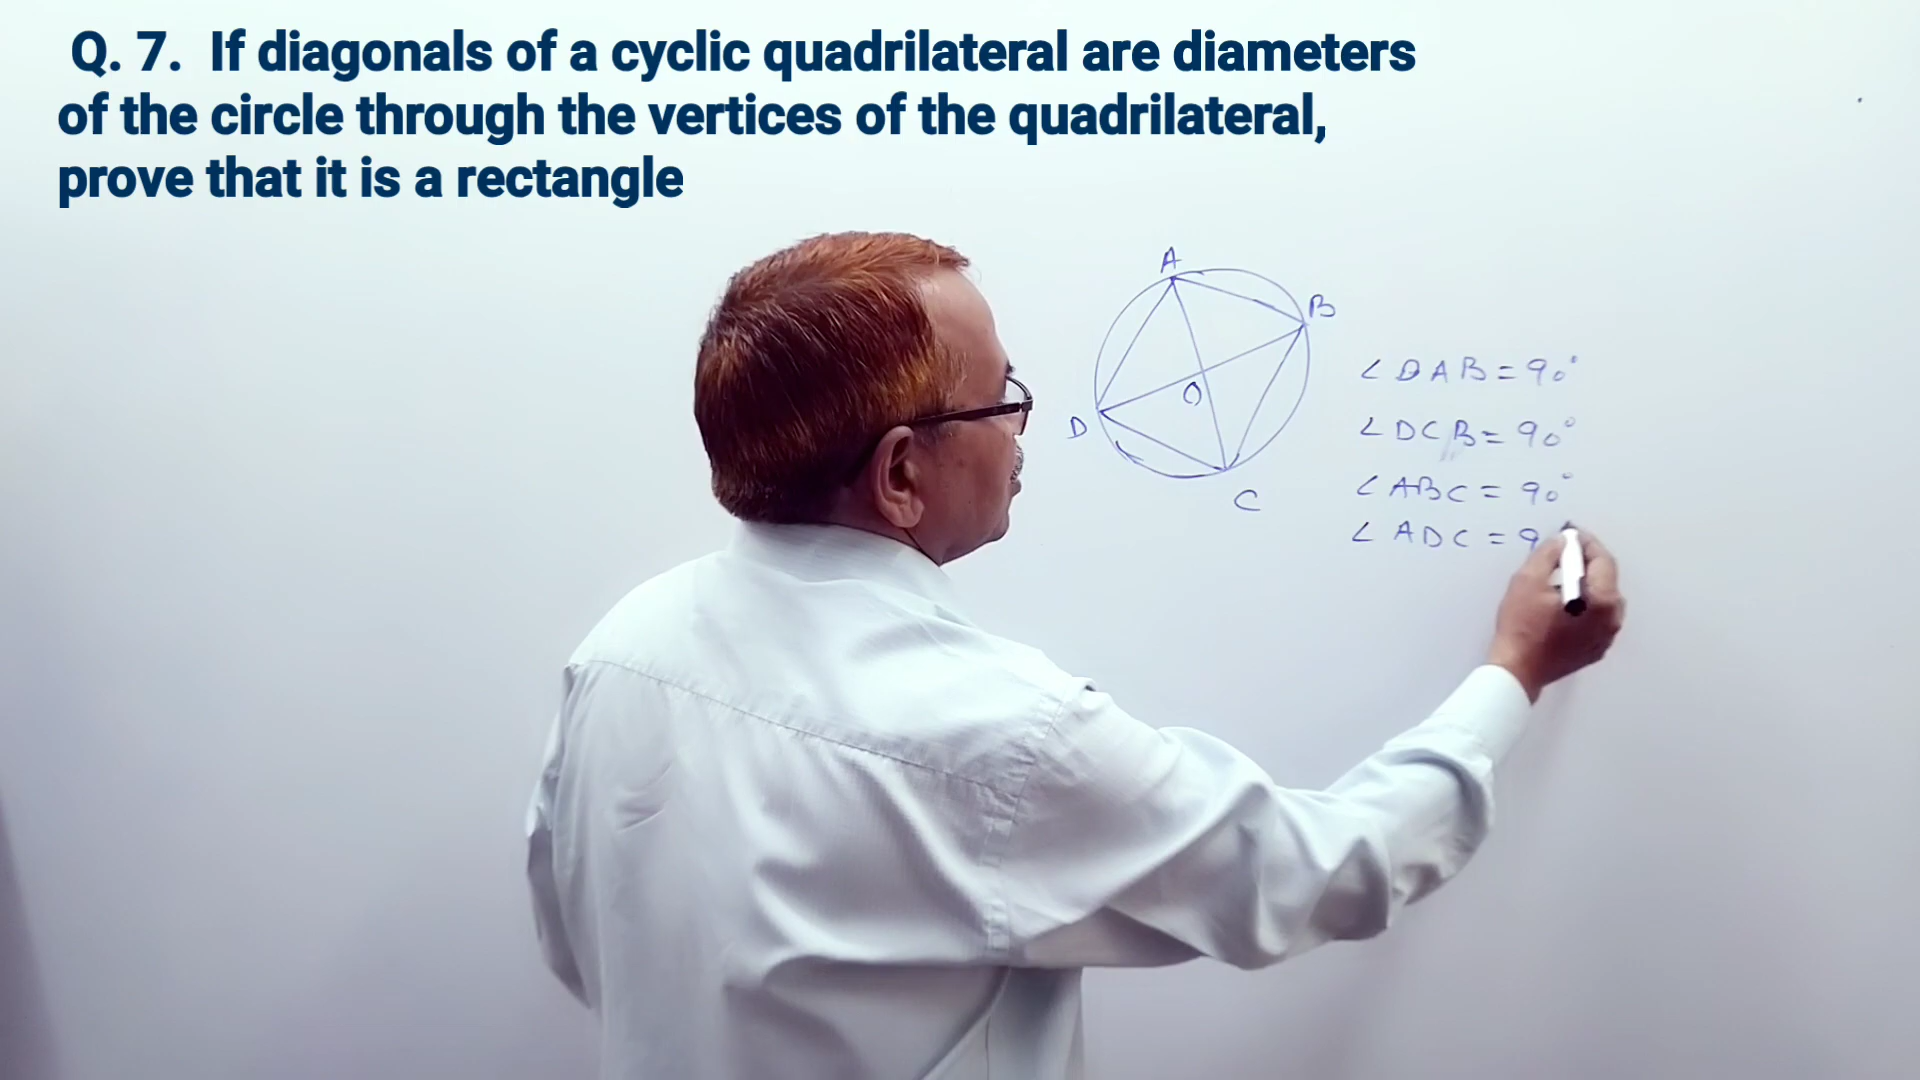 Q. 7. If diagonals of a cyclic quadrilateral are diameters
of the circle through the vertices of the quadrilateral,
prove that it is a rectangle
A
B
O
D
C
∠DAB = 90°
∠DCB = 90°
∠ABC = 90°
∠ADC = 9